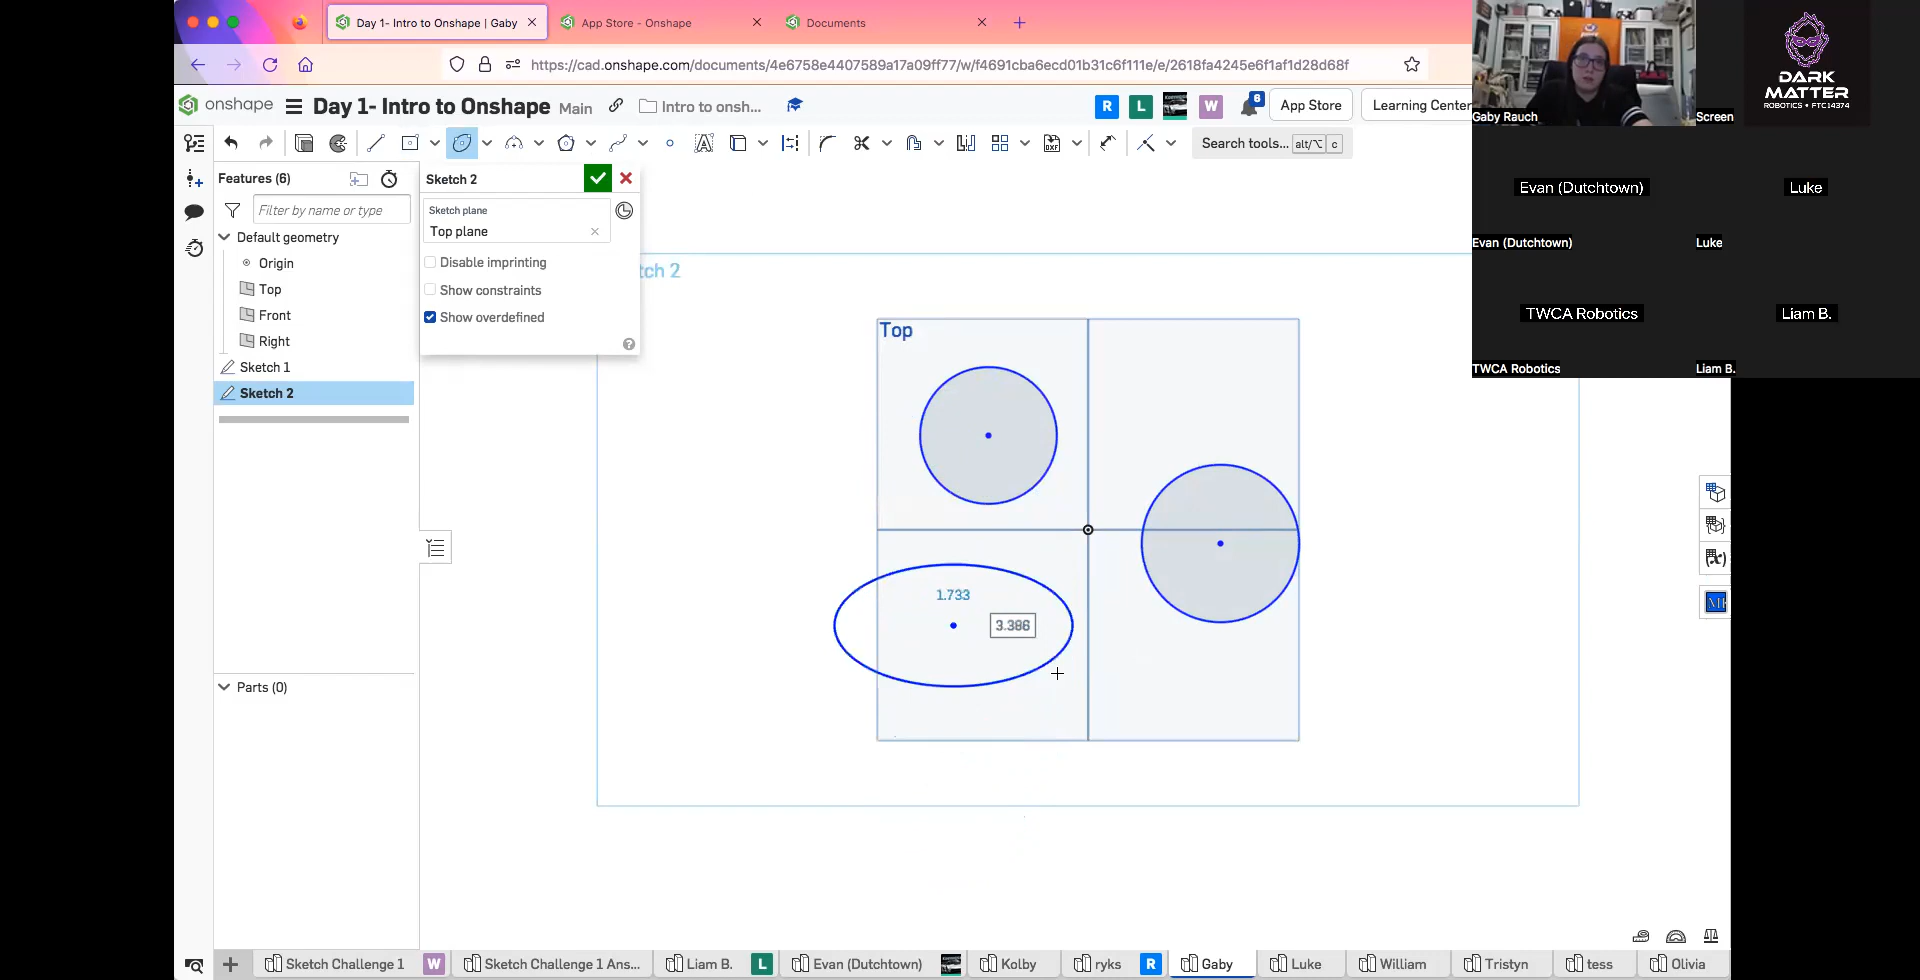 Day 1- Intro to Onshape | Gaby
App Store - Onshape
Documents
https://cad.onshape.com/documents/4e6758e4407589a17a09ff77/w/f4691cba6ecd01b31c6f111e/e/2618fa4245e6f1af1d28d68f
onshape
Day 1- Intro to Onshape
Main
Intro to onsh...
R
L
W
6
App Store
Learning Center
Search tools...
alt/⌥
c
Features (6)
Filter by name or type
Default geometry
Origin
Top
Front
Right
Sketch 1
Sketch 2
Parts (0)
Sketch 2
Sketch plane
Top plane
Disable imprinting
Show constraints
Show overdefined
tch 2
Top
1.733
3.386
Gaby Rauch
Screen
DARK
MATTER
ROBOTICS • FTC14374
Evan (Dutchtown)
Luke
Evan (Dutchtown)
Luke
TWCA Robotics
Liam B.
TWCA Robotics
Liam B.
Sketch Challenge 1
W
Sketch Challenge 1 Ans...
Liam B.
L
Evan (Dutchtown)
Kolby
ryks
R
Gaby
Luke
William
Tristyn
tess
Olivia